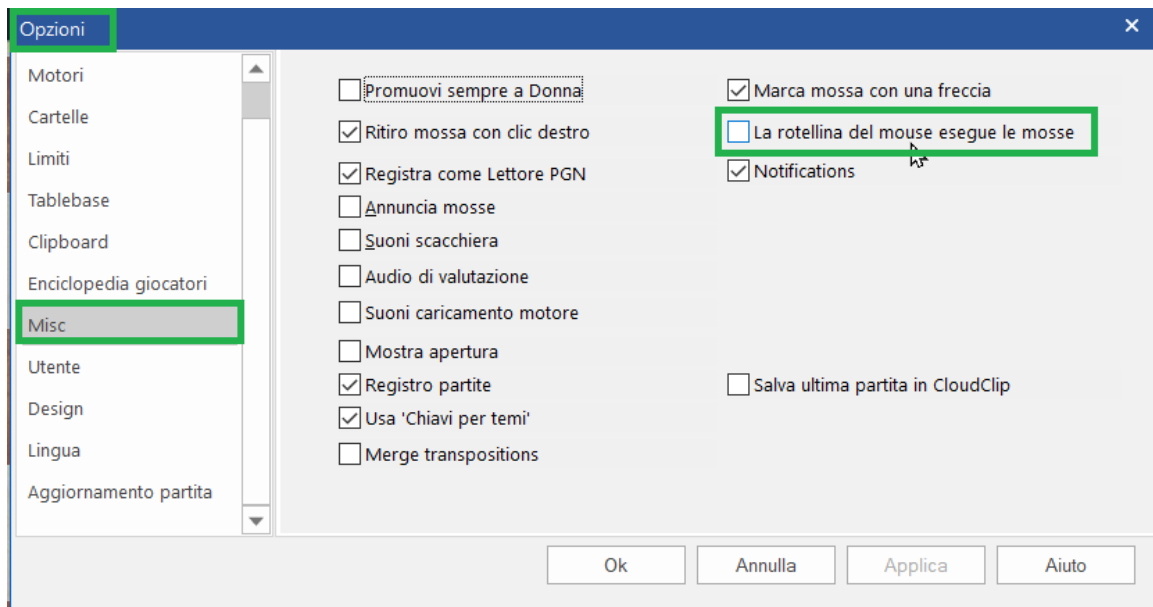 Opzioni
Motori
Cartelle
Limiti
Tablebase
Clipboard
Enciclopedia giocatori
Misc
Utente
Design
Lingua
Aggiornamento partita
Promuovi sempre a Donna
Ritiro mossa con clic destro
Registra come Lettore PGN
Annuncia mosse
Suoni scacchiera
Audio di valutazione
Suoni caricamento motore
Mostra apertura
Registro partite
Usa 'Chiavi per temi'
Merge transpositions
Marca mossa con una freccia
La rotellina del mouse esegue le mosse
Notifications
Salva ultima partita in CloudClip
Ok
Annulla
Applica
Aiuto